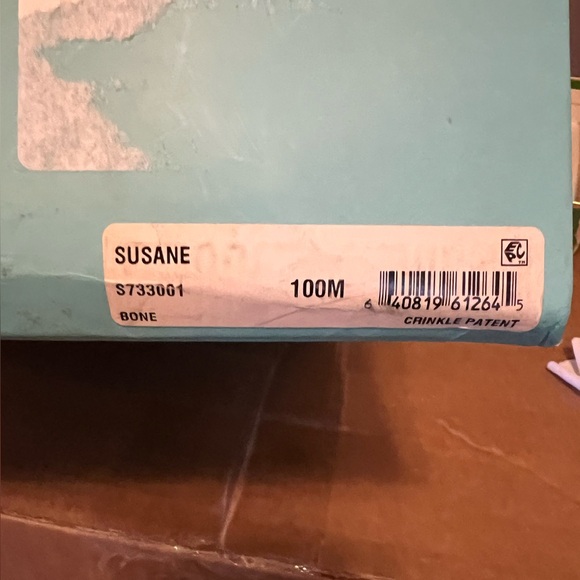 SUSANE
S733001 100M
6 40819 61264 5
BONE CRINKLE PATENT